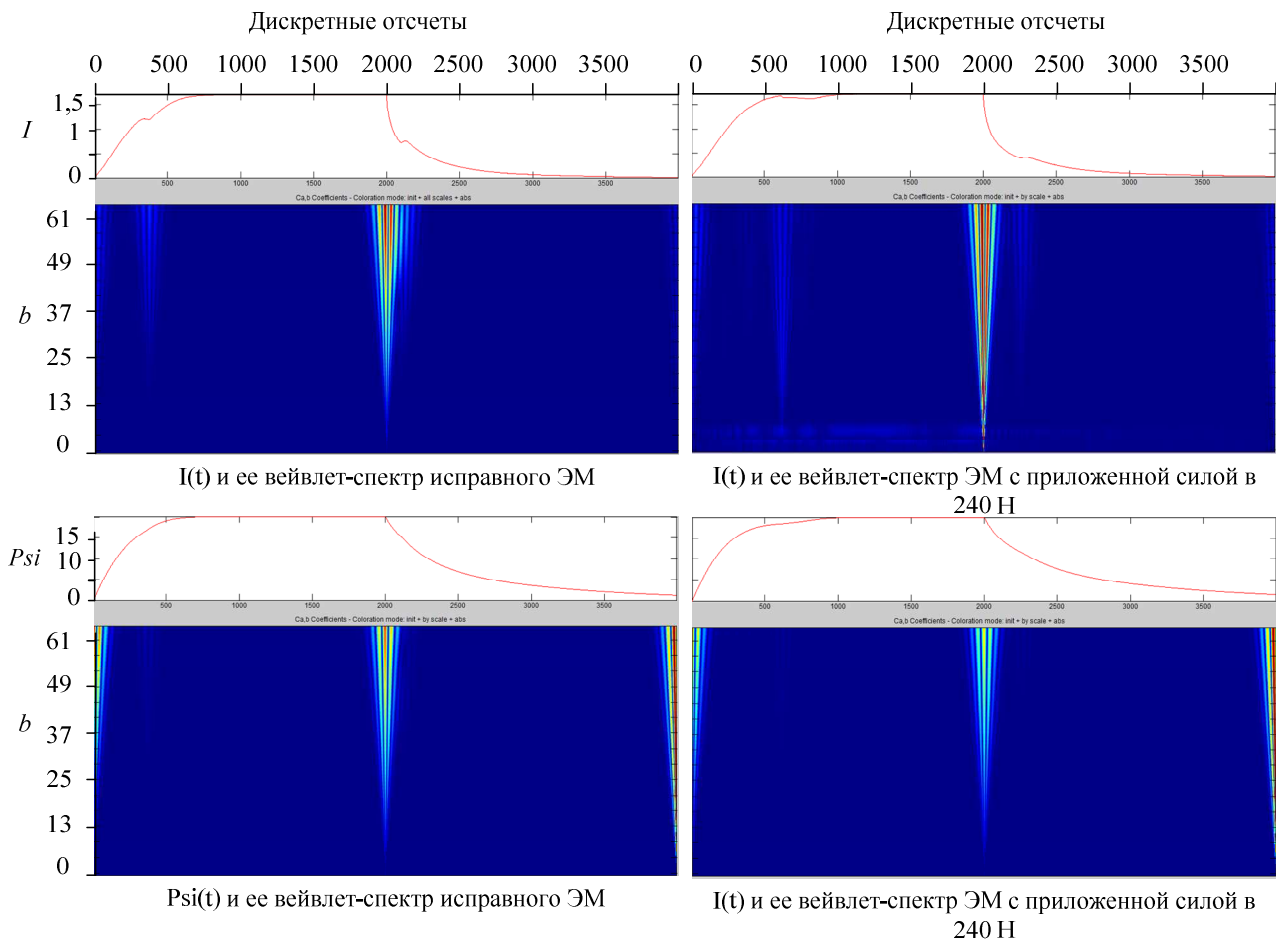 Дискретные отсчеты
Дискретные отсчеты
0 500 1000 1500 2000 2500 3000 3500
0 500 1000 1500 2000 2500 3000 3500
I
1,5
1
0
500 1000 1500 2000 2500 3000 3500
500 1000 1500 2000 2500 3000 3500
Ca,b Coefficients - Coloration mode: init + all scales + abs
Ca,b Coefficients - Coloration mode: init + by scale + abs
b
61
49
37
25
13
0
I(t) и ее вейвлет-спектр исправного ЭМ
I(t) и ее вейвлет-спектр ЭМ с приложенной силой в
240 Н
Psi
15
10
5
0
500 1000 1500 2000 2500 3000 3500
500 1000 1500 2000 2500 3000 3500
Ca,b Coefficients - Coloration mode: init + by scale + abs
Ca,b Coefficients - Coloration mode: init + by scale + abs
b
61
49
37
25
13
0
Psi(t) и ее вейвлет-спектр исправного ЭМ
I(t) и ее вейвлет-спектр ЭМ с приложенной силой в
240 Н